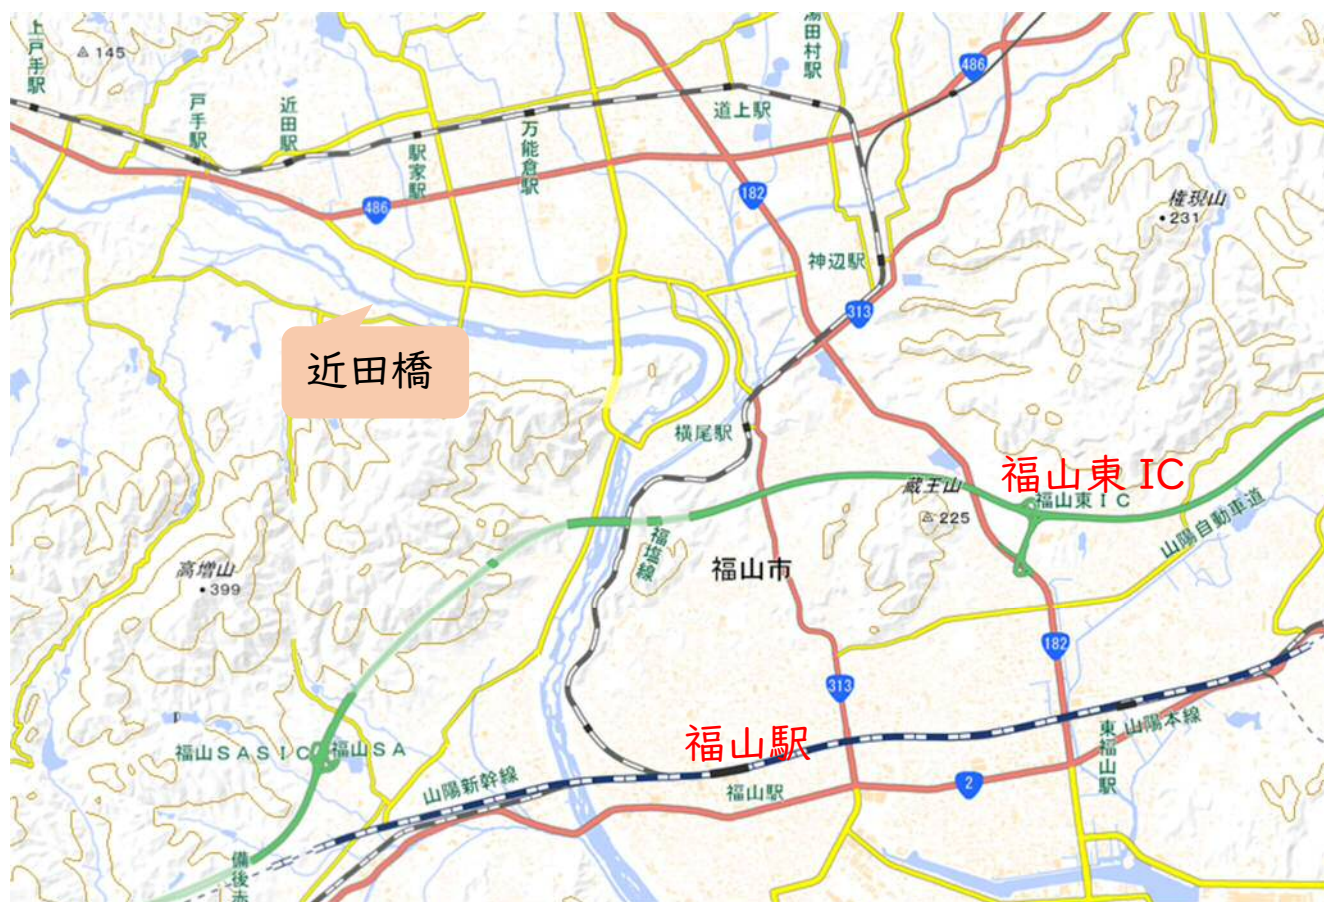 上戸手駅
145
湯田村駅
486
戸手駅
近田駅
道上駅
万能倉駅
駅家駅
182
486
権現山
231
神辺駅
313
近田橋
横尾駅
福山東IC
蔵王山
福山東IC
225
山陽自動車道
福塩線
福山市
高増山
399
182
313
福山駅
山陽本線
東福山駅
福山SASIC
福山SA
山陽新幹線
福山駅
2
備後赤